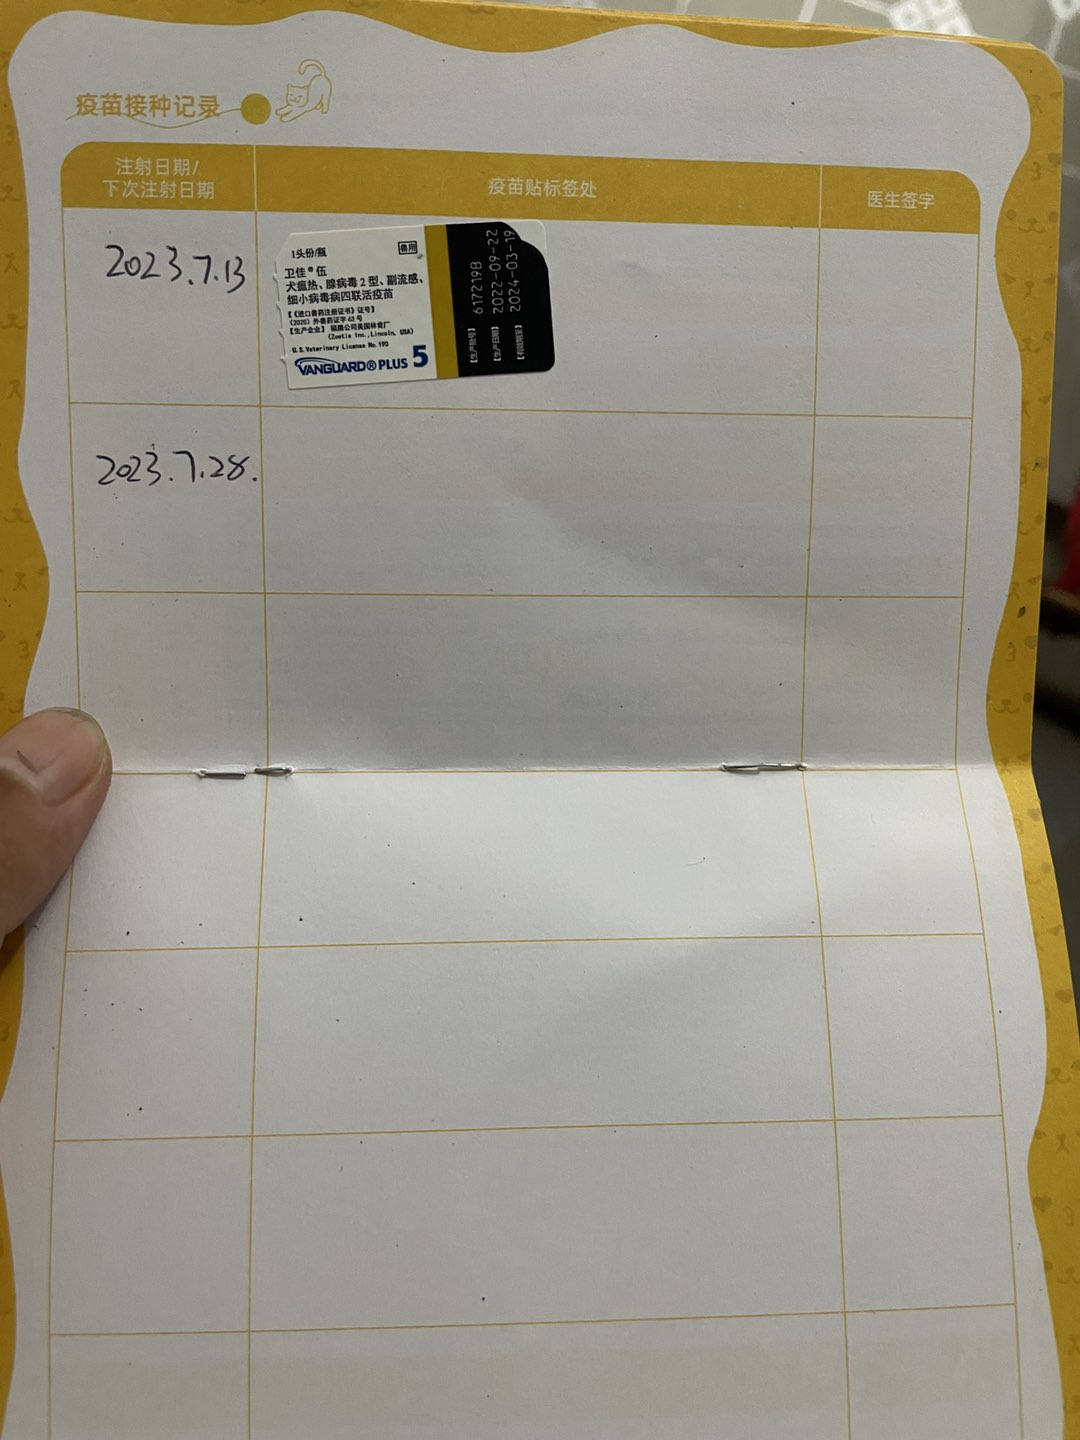 疫苗接种记录
注射日期/
下次注射日期
疫苗贴标签处
医生签字
2023.7.13
1头份/瓶
兽用
卫佳®伍
犬瘟热、腺病毒2型、副流感、
细小病毒病四联活疫苗
【《进口兽药注册证书》证号】
(2020)外兽药证字63号
【生产企业】 硕腾公司美国林肯厂
(Zoetis Inc.,Lincoln, USA)
U.S.Veterinary License No.190
VANGUARD®PLUS 5
【生产批号】 617219B
【生产日期】 2022-09-22
【有效期至】 2024-03-19
2023.7.28.